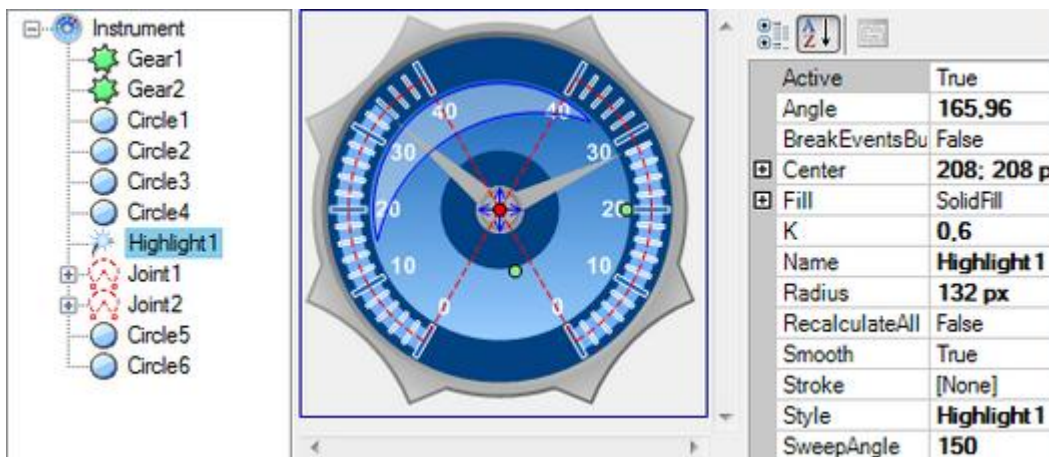 Instrument
Gear1
Gear2
Circle1
Circle2
Circle3
Circle4
Highlight1
Joint1
Joint2
Circle5
Circle6
40 40
30 30
20 20
10 10
0 0
A
Z
Active True
Angle 165,96
BreakEventsBu False
Center 208; 208 p
Fill SolidFill
K 0,6
Name Highlight1
Radius 132 px
RecalculateAll False
Smooth True
Stroke [None]
Style Highlight1
SweepAngle 150